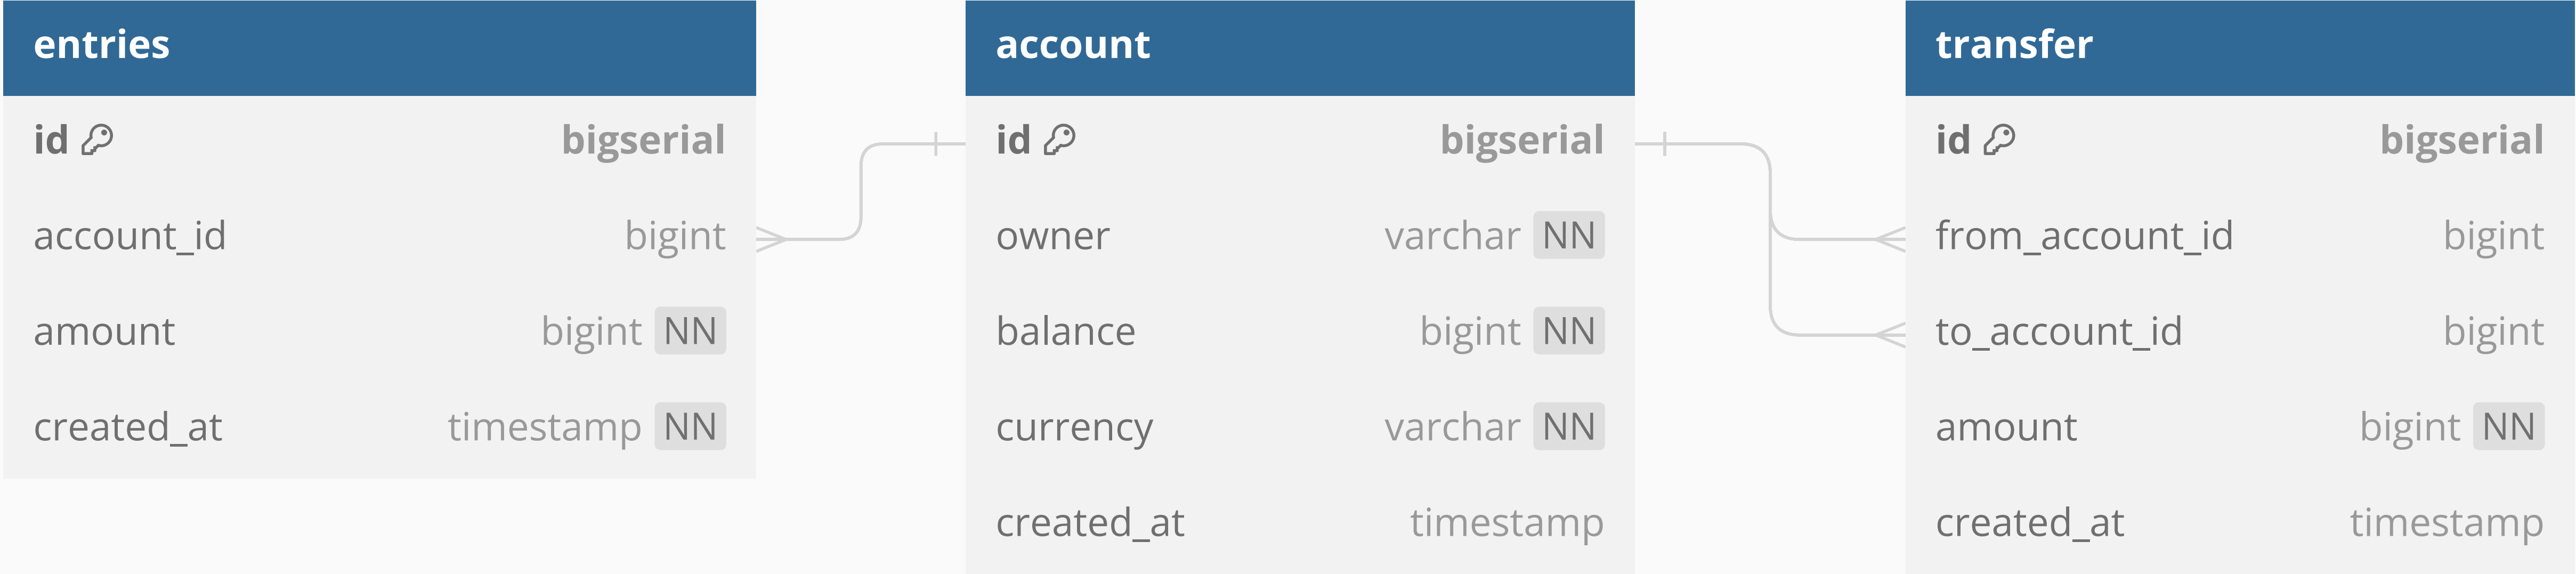 entries
id bigserial
account_id bigint
amount bigint NN
created_at timestamp NN
account
id bigserial
owner varchar NN
balance bigint NN
currency varchar NN
created_at timestamp
transfer
id bigserial
from_account_id bigint
to_account_id bigint
amount bigint NN
created_at timestamp